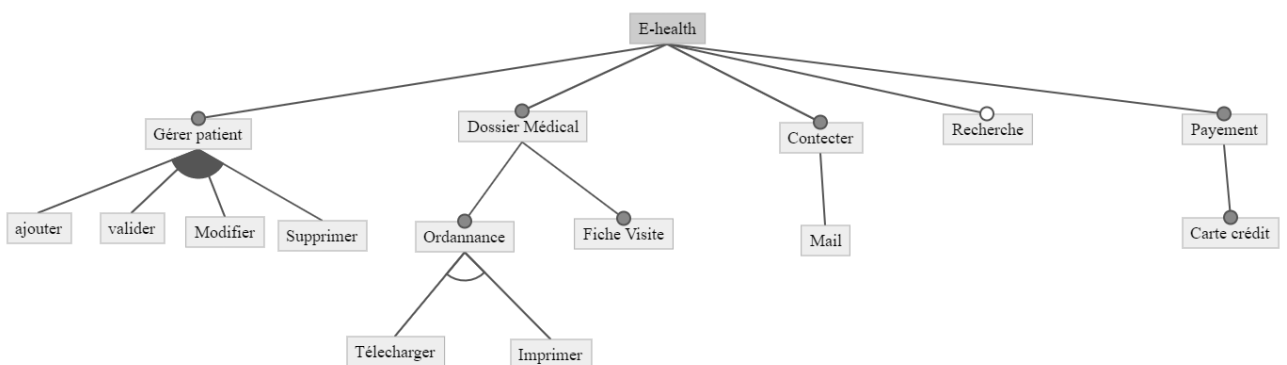 E-health
Gérer patient
Dossier Médical
Contecter
Recherche
Payement
ajouter
valider
Modifier
Supprimer
Ordannance
Fiche Visite
Mail
Carte crédit
Télecharger
Imprimer